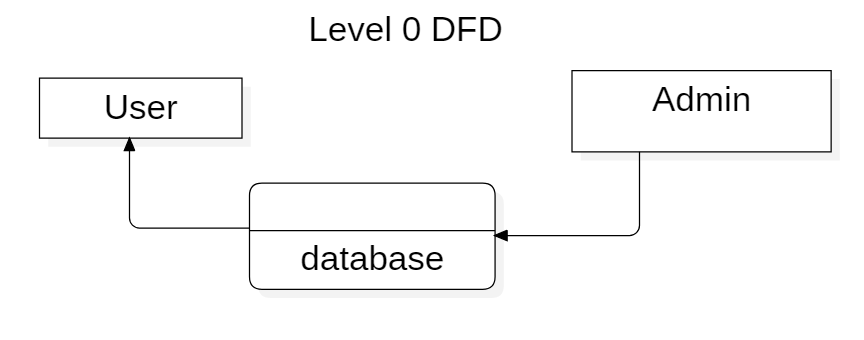 Level 0 DFD
User
Admin
database